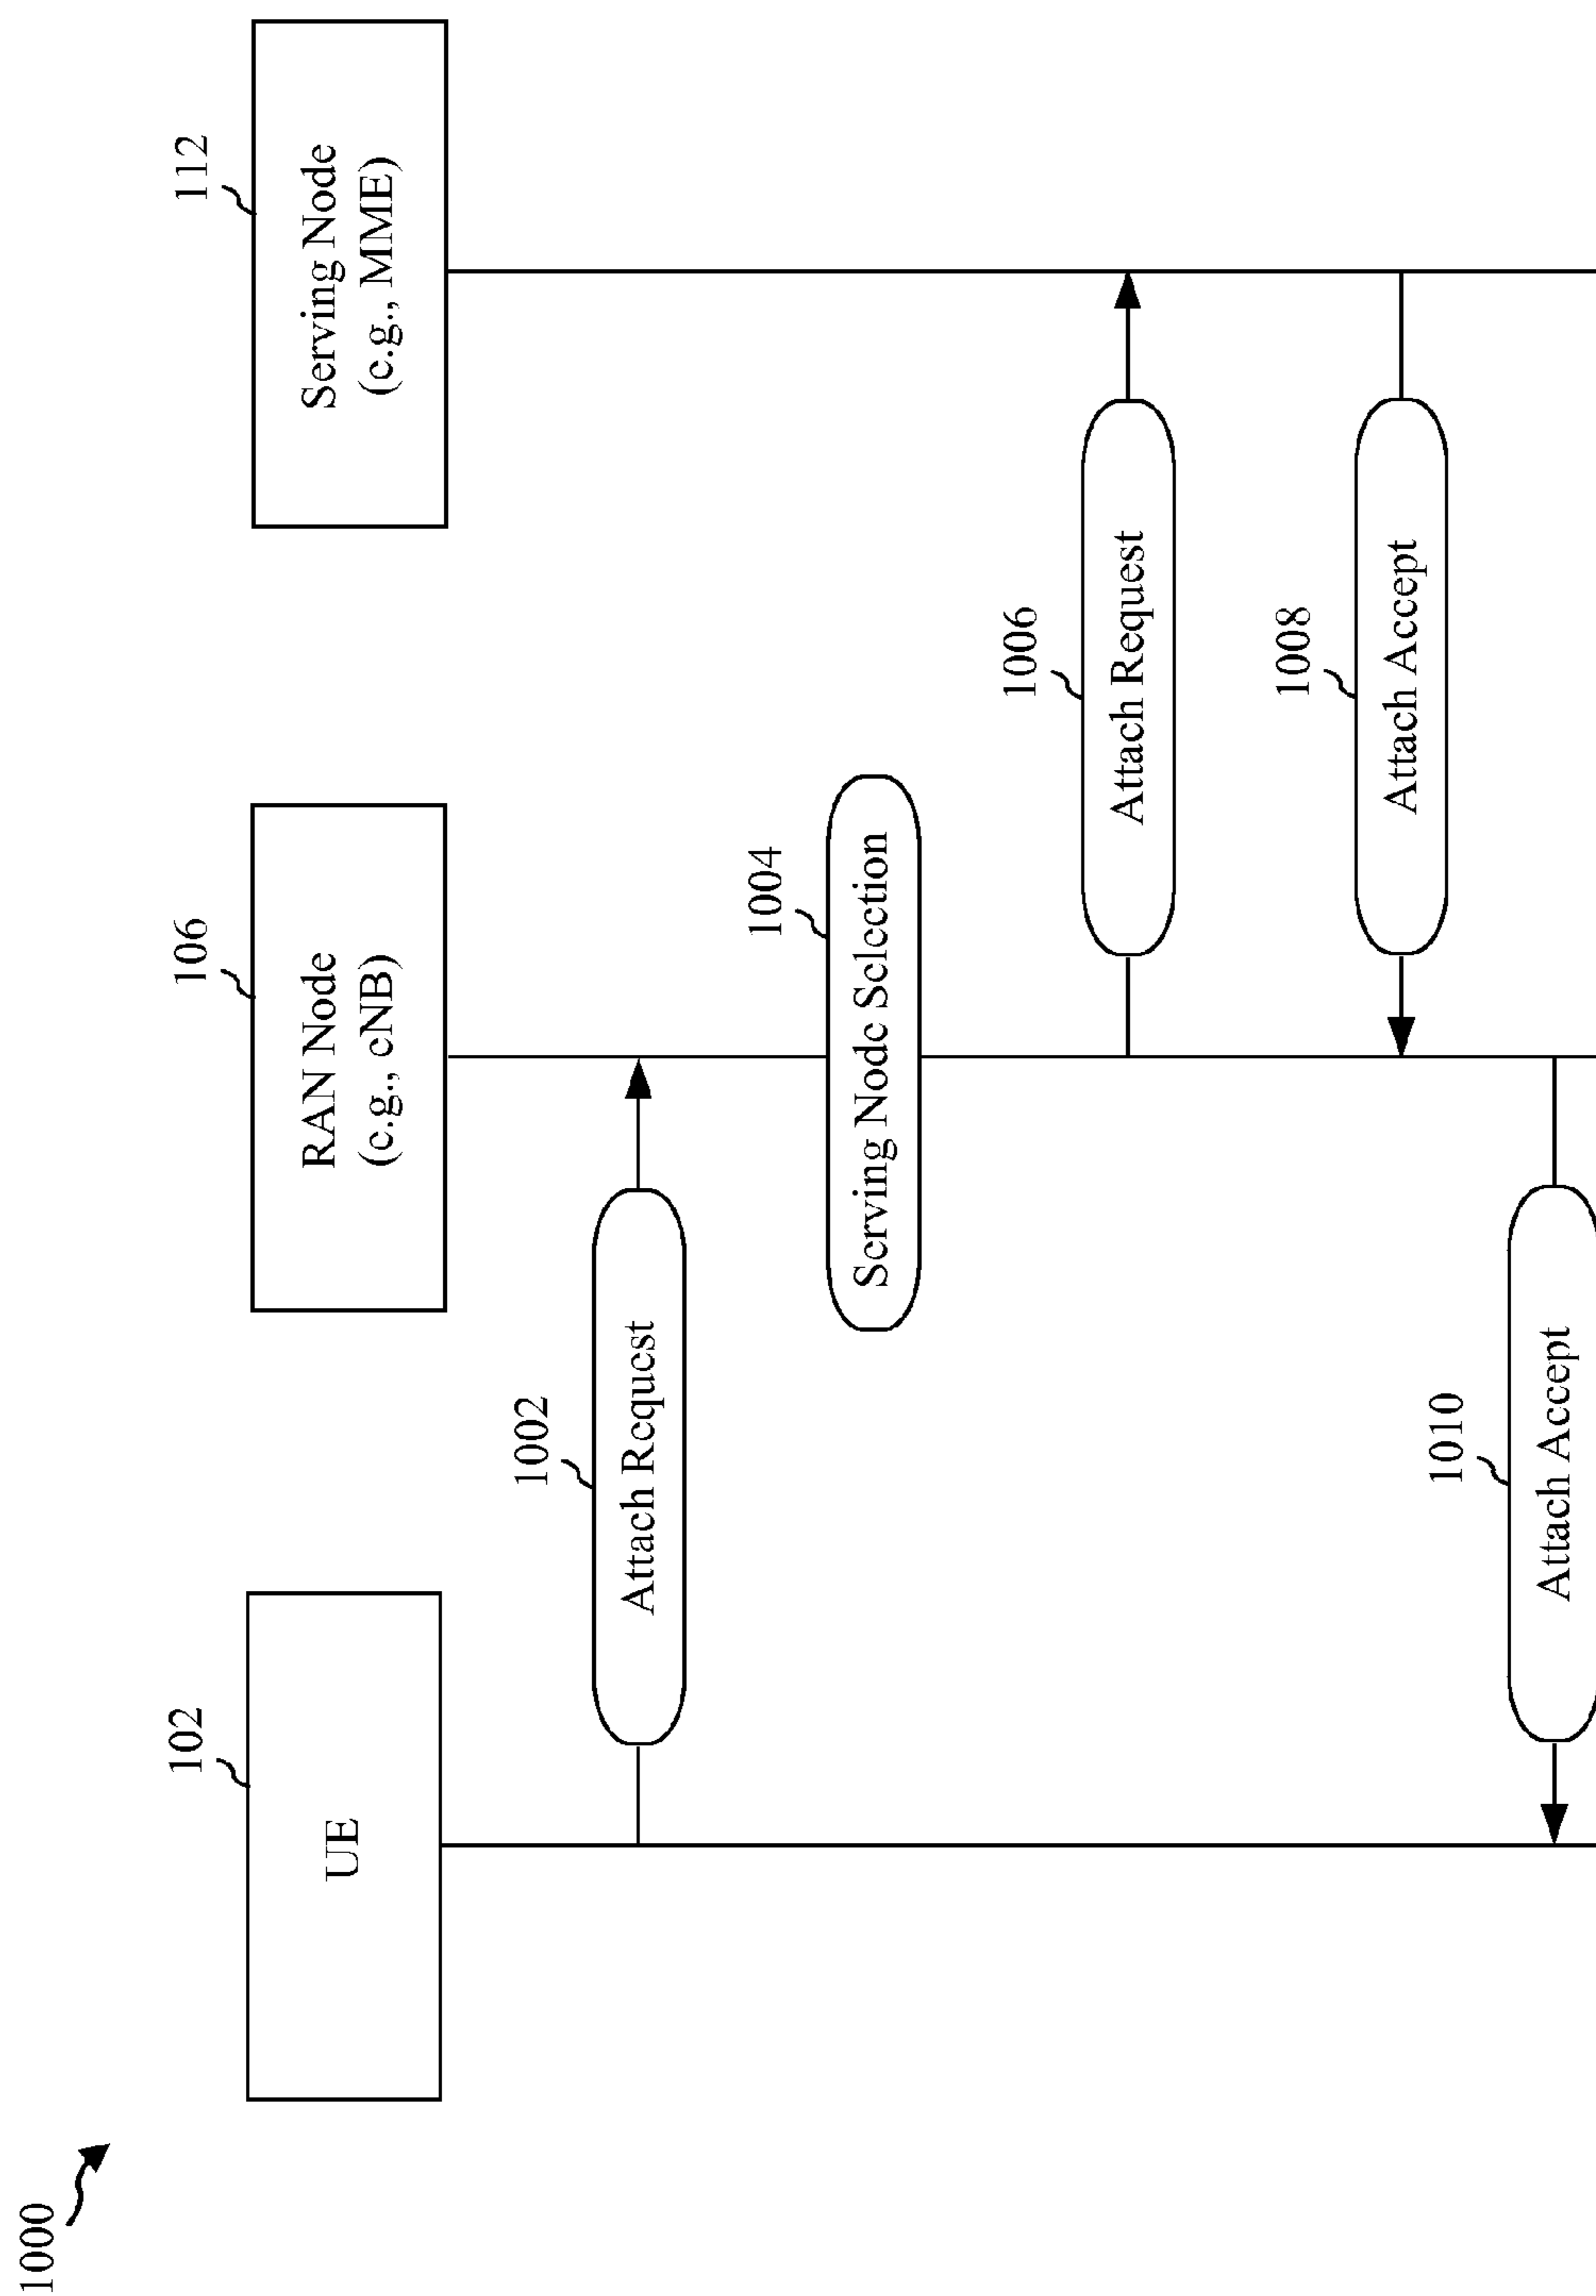 1000
102
UE
106
RAN Node
(e.g., eNB)
112
Serving Node
(e.g., MME)
1002
Attach Request
1004
Serving Node Selection
1006
Attach Request
1008
Attach Accept
1010
Attach Accept